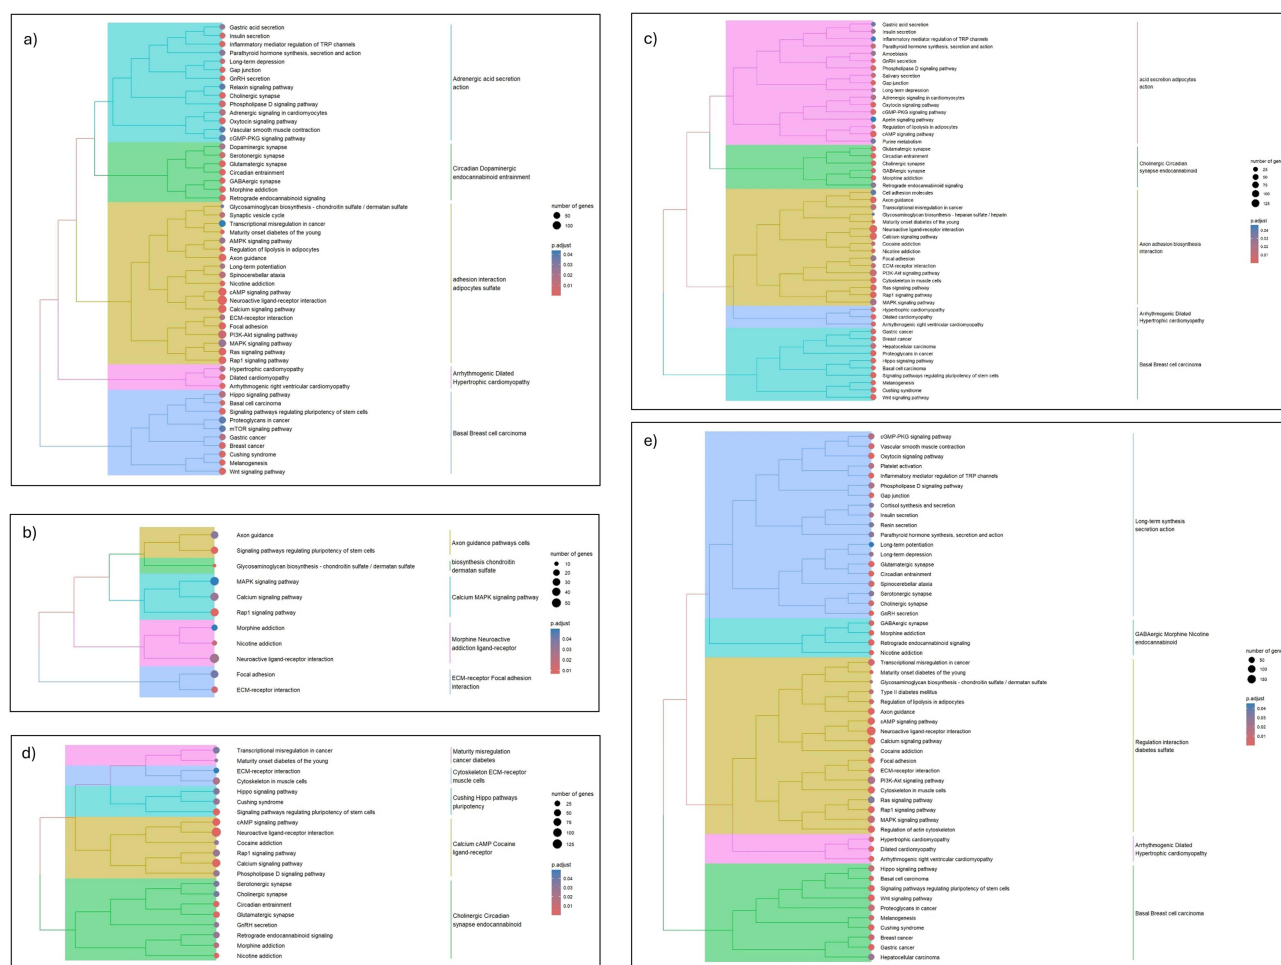 a)
Gastric acid secretion
Insulin secretion
Inflammatory mediator regulation of TRP channels
Parathyroid hormone synthesis, secretion and action
Long-term depression
Gap junction
GnRH secretion
Relaxin signaling pathway
Cholinergic synapse
Phospholipase D signaling pathway
Adrenergic signaling in cardiomyocytes
Oxytocin signaling pathway
Vascular smooth muscle contraction
cGMP-PKG signaling pathway
Dopaminergic synapse
Serotonergic synapse
Glutamatergic synapse
Circadian entrainment
GABAergic synapse
Morphine addiction
Retrograde endocannabinoid signaling
Glycosaminoglycan biosynthesis - chondroitin sulfate / dermatan sulfate
Synaptic vesicle cycle
Transcriptional misregulation in cancer
Maturity onset diabetes of the young
AMPK signaling pathway
Regulation of lipolysis in adipocytes
Axon guidance
Long-term potentiation
Spinocerebellar ataxia
Nicotine addiction
cAMP signaling pathway
Neuroactive ligand-receptor interaction
Calcium signaling pathway
ECM-receptor interaction
Focal adhesion
PI3K-Akt signaling pathway
MAPK signaling pathway
Ras signaling pathway
Rap1 signaling pathway
Hypertrophic cardiomyopathy
Dilated cardiomyopathy
Arrhythmogenic right ventricular cardiomyopathy
Hippo signaling pathway
Basal cell carcinoma
Signaling pathways regulating pluripotency of stem cells
Proteoglycans in cancer
mTOR signaling pathway
Gastric cancer
Breast cancer
Cushing syndrome
Melanogenesis
Wnt signaling pathway
Adrenergic acid secretion
action
Circadian Dopaminergic
endocannabinoid entrainment
adhesion interaction
adipocytes sulfate
Arrhythmogenic Dilated
Hypertrophic cardiomyopathy
Basal Breast cell carcinoma
number of genes
50
100
p.adjust
0.04
0.03
0.02
0.01
b)
Axon guidance
Signaling pathways regulating pluripotency of stem cells
Glycosaminoglycan biosynthesis - chondroitin sulfate / dermatan sulfate
MAPK signaling pathway
Calcium signaling pathway
Rap1 signaling pathway
Morphine addiction
Nicotine addiction
Neuroactive ligand-receptor interaction
Focal adhesion
ECM-receptor interaction
Axon guidance pathways cells
biosynthesis chondroitin
dermatan sulfate
Calcium MAPK signaling pathway
Morphine Neuroactive
addiction ligand-receptor
ECM-receptor Focal adhesion
interaction
number of genes
10
20
30
40
50
p.adjust
0.04
0.03
0.02
0.01
d)
Transcriptional misregulation in cancer
Maturity onset diabetes of the young
ECM-receptor interaction
Cytoskeleton in muscle cells
Hippo signaling pathway
Cushing syndrome
Signaling pathways regulating pluripotency of stem cells
cAMP signaling pathway
Neuroactive ligand-receptor interaction
Cocaine addiction
Rap1 signaling pathway
Calcium signaling pathway
Phospholipase D signaling pathway
Serotonergic synapse
Cholinergic synapse
Circadian entrainment
Glutamatergic synapse
GnRH secretion
Retrograde endocannabinoid signaling
Morphine addiction
Nicotine addiction
Maturity misregulation
cancer diabetes
Cytoskeleton ECM-receptor
muscle cells
Cushing Hippo pathways
pluripotency
Calcium cAMP Cocaine
ligand-receptor
Cholinergic Circadian
synapse endocannabinoid
number of genes
25
50
75
100
125
p.adjust
0.04
0.03
0.02
0.01
c)
Gastric acid secretion
Insulin secretion
Inflammatory mediator regulation of TRP channels
Parathyroid hormone synthesis, secretion and action
Amoebiasis
GnRH secretion
Phospholipase D signaling pathway
Salivary secretion
Gap junction
Long-term depression
Adrenergic signaling in cardiomyocytes
Oxytocin signaling pathway
cGMP-PKG signaling pathway
Apelin signaling pathway
Regulation of lipolysis in adipocytes
cAMP signaling pathway
Purine metabolism
Glutamatergic synapse
Circadian entrainment
Cholinergic synapse
GABAergic synapse
Morphine addiction
Retrograde endocannabinoid signaling
Cell adhesion molecules
Axon guidance
Transcriptional misregulation in cancer
Glycosaminoglycan biosynthesis - heparan sulfate / heparin
Maturity onset diabetes of the young
Neuroactive ligand-receptor interaction
Calcium signaling pathway
Cocaine addiction
Nicotine addiction
Focal adhesion
ECM-receptor interaction
PI3K-Akt signaling pathway
Cytoskeleton in muscle cells
Ras signaling pathway
Rap1 signaling pathway
MAPK signaling pathway
Hypertrophic cardiomyopathy
Dilated cardiomyopathy
Arrhythmogenic right ventricular cardiomyopathy
Gastric cancer
Breast cancer
Hepatocellular carcinoma
Proteoglycans in cancer
Hippo signaling pathway
Basal cell carcinoma
Signaling pathways regulating pluripotency of stem cells
Melanogenesis
Cushing syndrome
Wnt signaling pathway
acid secretion adipocytes
action
Cholinergic Circadian
synapse endocannabinoid
Axon adhesion biosynthesis
interaction
Arrhythmogenic Dilated
Hypertrophic cardiomyopathy
Basal Breast cell carcinoma
number of genes
25
50
75
100
125
p.adjust
0.04
0.03
0.02
0.01
e)
cGMP-PKG signaling pathway
Vascular smooth muscle contraction
Oxytocin signaling pathway
Platelet activation
Inflammatory mediator regulation of TRP channels
Phospholipase D signaling pathway
Gap junction
Cortisol synthesis and secretion
Insulin secretion
Renin secretion
Parathyroid hormone synthesis, secretion and action
Long-term potentiation
Long-term depression
Glutamatergic synapse
Circadian entrainment
Spinocerebellar ataxia
Serotonergic synapse
Cholinergic synapse
GnRH secretion
GABAergic synapse
Morphine addiction
Retrograde endocannabinoid signaling
Nicotine addiction
Transcriptional misregulation in cancer
Maturity onset diabetes of the young
Glycosaminoglycan biosynthesis - chondroitin sulfate / dermatan sulfate
Type II diabetes mellitus
Regulation of lipolysis in adipocytes
Axon guidance
cAMP signaling pathway
Neuroactive ligand-receptor interaction
Calcium signaling pathway
Cocaine addiction
Focal adhesion
ECM-receptor interaction
PI3K-Akt signaling pathway
Cytoskeleton in muscle cells
Ras signaling pathway
Rap1 signaling pathway
MAPK signaling pathway
Regulation of actin cytoskeleton
Hypertrophic cardiomyopathy
Dilated cardiomyopathy
Arrhythmogenic right ventricular cardiomyopathy
Hippo signaling pathway
Basal cell carcinoma
Signaling pathways regulating pluripotency of stem cells
Wnt signaling pathway
Proteoglycans in cancer
Melanogenesis
Cushing syndrome
Breast cancer
Gastric cancer
Hepatocellular carcinoma
Long-term synthesis
secretion action
GABAergic Morphine Nicotine
endocannabinoid
Regulation interaction
diabetes sulfate
Arrhythmogenic Dilated
Hypertrophic cardiomyopathy
Basal Breast cell carcinoma
number of genes
50
100
150
p.adjust
0.04
0.03
0.02
0.01